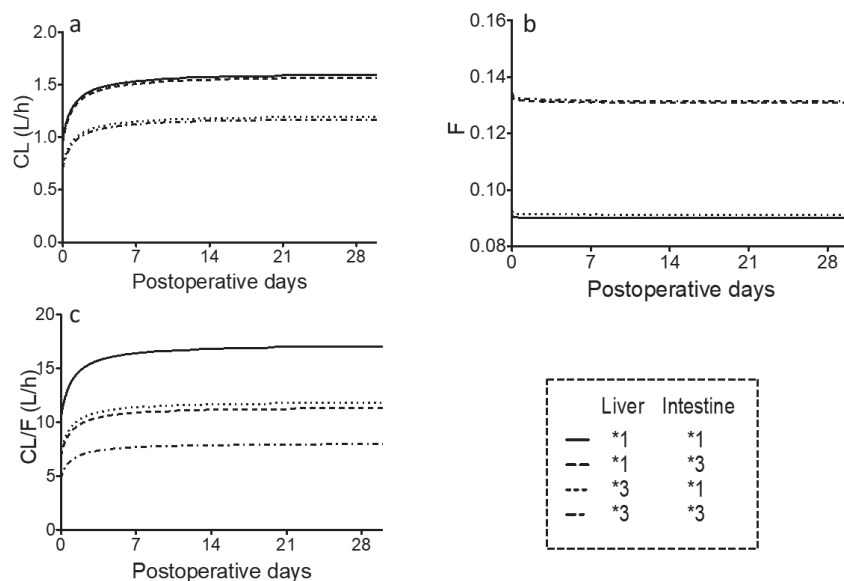 a
2.0
1.5
1.0
0.5
0.0
CL (L/h)
0 7 14 21 28
Postoperative days
b
0.16
0.14
0.12
0.10
0.08
F
0 7 14 21 28
Postoperative days
c
20
15
10
5
0
CL/F (L/h)
0 7 14 21 28
Postoperative days
Liver Intestine
*1 *1
*1 *3
*3 *1
*3 *3